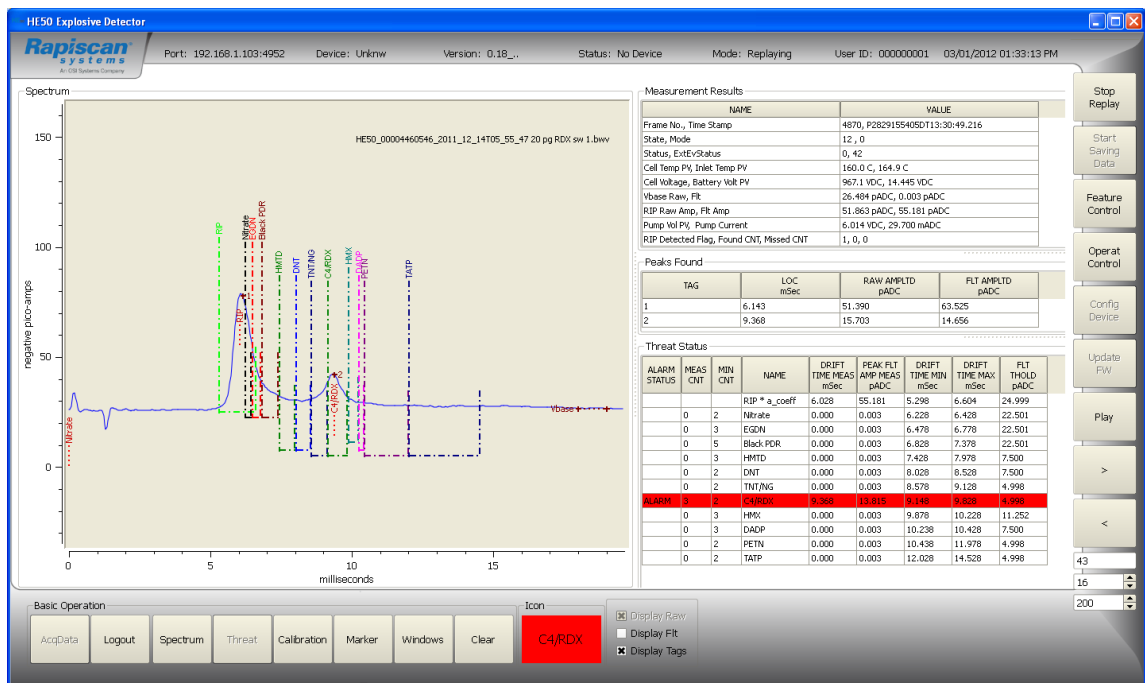 HE50 Explosive Detector
Rapiscan
systems
An OSI Systems Company
Port: 192.168.1.103:4952 Device: Unknw Version: 0.18_.. Status: No Device Mode: Replaying User ID: 000000001 03/01/2012 01:33:13 PM
Spectrum
HE50_00004460546_2011_12_14T05_55_47 20 pg RDX sw 1.bwv
150
100
50
0
negative pico-amps
0 5 10 15
milliseconds
RIP
Nitrate
EGDN
Black PDR
HMTD
DNT
TNT/NG
C4/RDX
HMX
DADP
PETN
TATP
1
RIP
2
C4/RDX
Nitrate
Vbase
Measurement Results
NAME VALUE
Frame No., Time Stamp 4870, P2829155405DT13:30:49.216
State, Mode 12 , 0
Status, ExtEvStatus 0, 42
Cell Temp PV, Inlet Temp PV 160.0 C, 164.9 C
Cell Voltage, Battery Volt PV 967.1 VDC, 14.445 VDC
Vbase Raw, Flt 26.484 pADC, 0.003 pADC
RIP Raw Amp, Flt Amp 51.863 pADC, 55.181 pADC
Pump Vol PV, Pump Current 6.014 VDC, 29.700 mADC
RIP Detected Flag, Found CNT, Missed CNT 1, 0, 0
Peaks Found
TAG LOC mSec RAW AMPLTD pADC FLT AMPLTD pADC
1 6.143 51.390 63.525
2 9.368 15.703 14.656
Threat Status
ALARM STATUS MEAS CNT MIN CNT NAME DRIFT TIME MEAS mSec PEAK FLT AMP MEAS pADC DRIFT TIME MIN mSec DRIFT TIME MAX mSec FLT THOLD pADC
RIP * a_coeff 6.028 55.181 5.298 6.604 24.999
0 2 Nitrate 0.000 0.003 6.228 6.428 22.501
0 3 EGDN 0.000 0.003 6.478 6.778 22.501
0 5 Black PDR 0.000 0.003 6.828 7.378 22.501
0 3 HMTD 0.000 0.003 7.428 7.978 7.500
0 2 DNT 0.000 0.003 8.028 8.528 7.500
0 2 TNT/NG 0.000 0.003 8.578 9.128 4.998
ALARM 3 2 C4/RDX 9.368 13.815 9.148 9.828 4.998
0 3 HMX 0.000 0.003 9.878 10.228 11.252
0 3 DADP 0.000 0.003 10.238 10.428 7.500
0 2 PETN 0.000 0.003 10.438 11.978 4.998
0 2 TATP 0.000 0.003 12.028 14.528 4.998
Stop
Replay
Start
Saving
Data
Feature
Control
Operat
Control
Config
Device
Update
FW
Play
>
<
43
16
200
Basic Operation
AcqData Logout Spectrum Threat Calibration Marker Windows Clear
Icon
C4/RDX
Display Raw
Display Flt
Display Tags